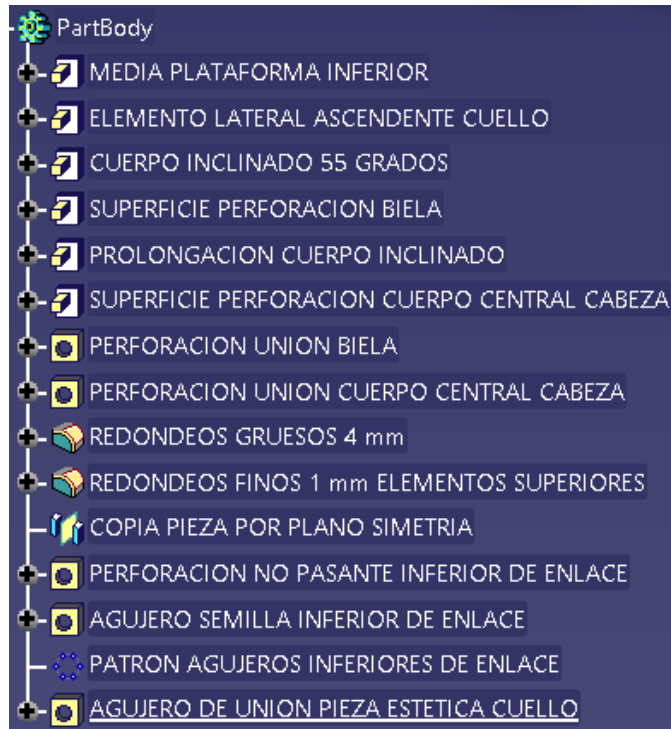 PartBody
MEDIA PLATAFORMA INFERIOR
ELEMENTO LATERAL ASCENDENTE CUELLO
CUERPO INCLINADO 55 GRADOS
SUPERFICIE PERFORACION BIELA
PROLONGACION CUERPO INCLINADO
SUPERFICIE PERFORACION CUERPO CENTRAL CABEZA
PERFORACION UNION BIELA
PERFORACION UNION CUERPO CENTRAL CABEZA
REDONDEOS GRUESOS 4 mm
REDONDEOS FINOS 1 mm ELEMENTOS SUPERIORES
COPIA PIEZA POR PLANO SIMETRIA
PERFORACION NO PASANTE INFERIOR DE ENLACE
AGUJERO SEMILLA INFERIOR DE ENLACE
PATRON AGUJEROS INFERIORES DE ENLACE
AGUJERO DE UNION PIEZA ESTETICA CUELLO